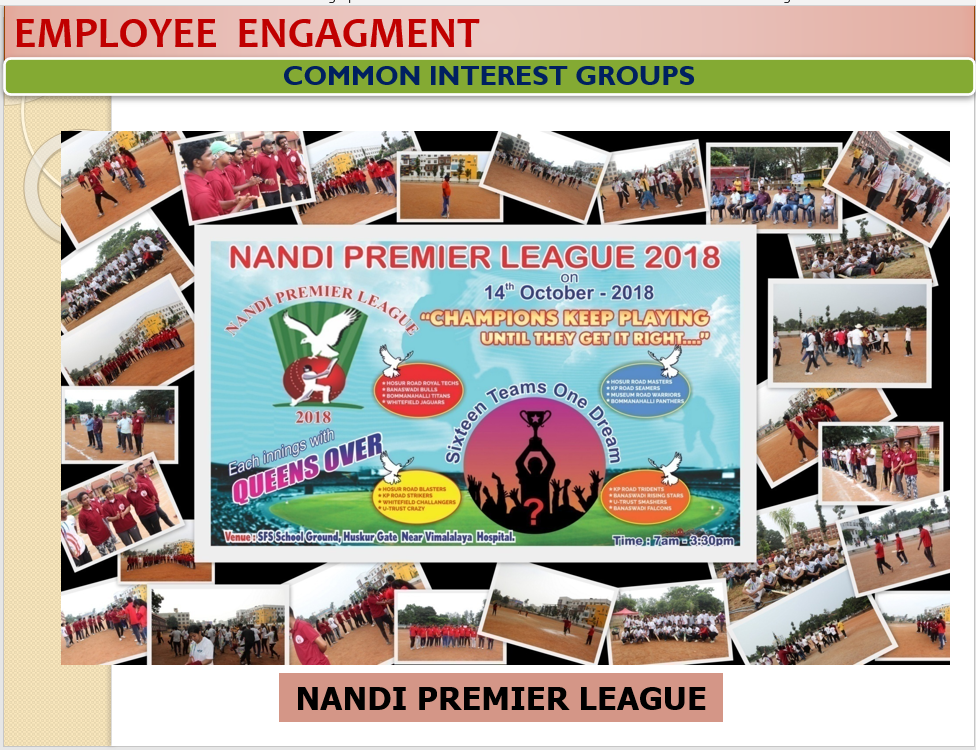 EMPLOYEE ENGAGMENT
COMMON INTEREST GROUPS
NANDI PREMIER LEAGUE 2018
on
14th October - 2018
“CHAMPIONS KEEP PLAYING
UNTIL THEY GET IT RIGHT....”
NANDI PREMIER LEAGUE
2018
HOSUR ROAD ROYAL TECHS
BANASWADI BULLS
BOMMANAHALLI TITANS
WHITEFIELD JAGUARS
HOSUR ROAD MASTERS
KP ROAD SEAMERS
MUSEUM ROAD WARRIORS
BOMMANAHALLI PANTHERS
Sixteen Teams One Dream
?
Each innings with
QUEENS OVER
HOSUR ROAD BLASTERS
KP ROAD STRIKERS
WHITEFIELD CHALLANGERS
U-TRUST CRAZY
KP ROAD TRIDENTS
BANASWADI RISING STARS
U-TRUST SMASHERS
BANASWADI FALCONS
Venue : SFS School Ground, Huskur Gate Near Vimalalaya Hospital.
Time : 7am - 3:30pm
NANDI PREMIER LEAGUE